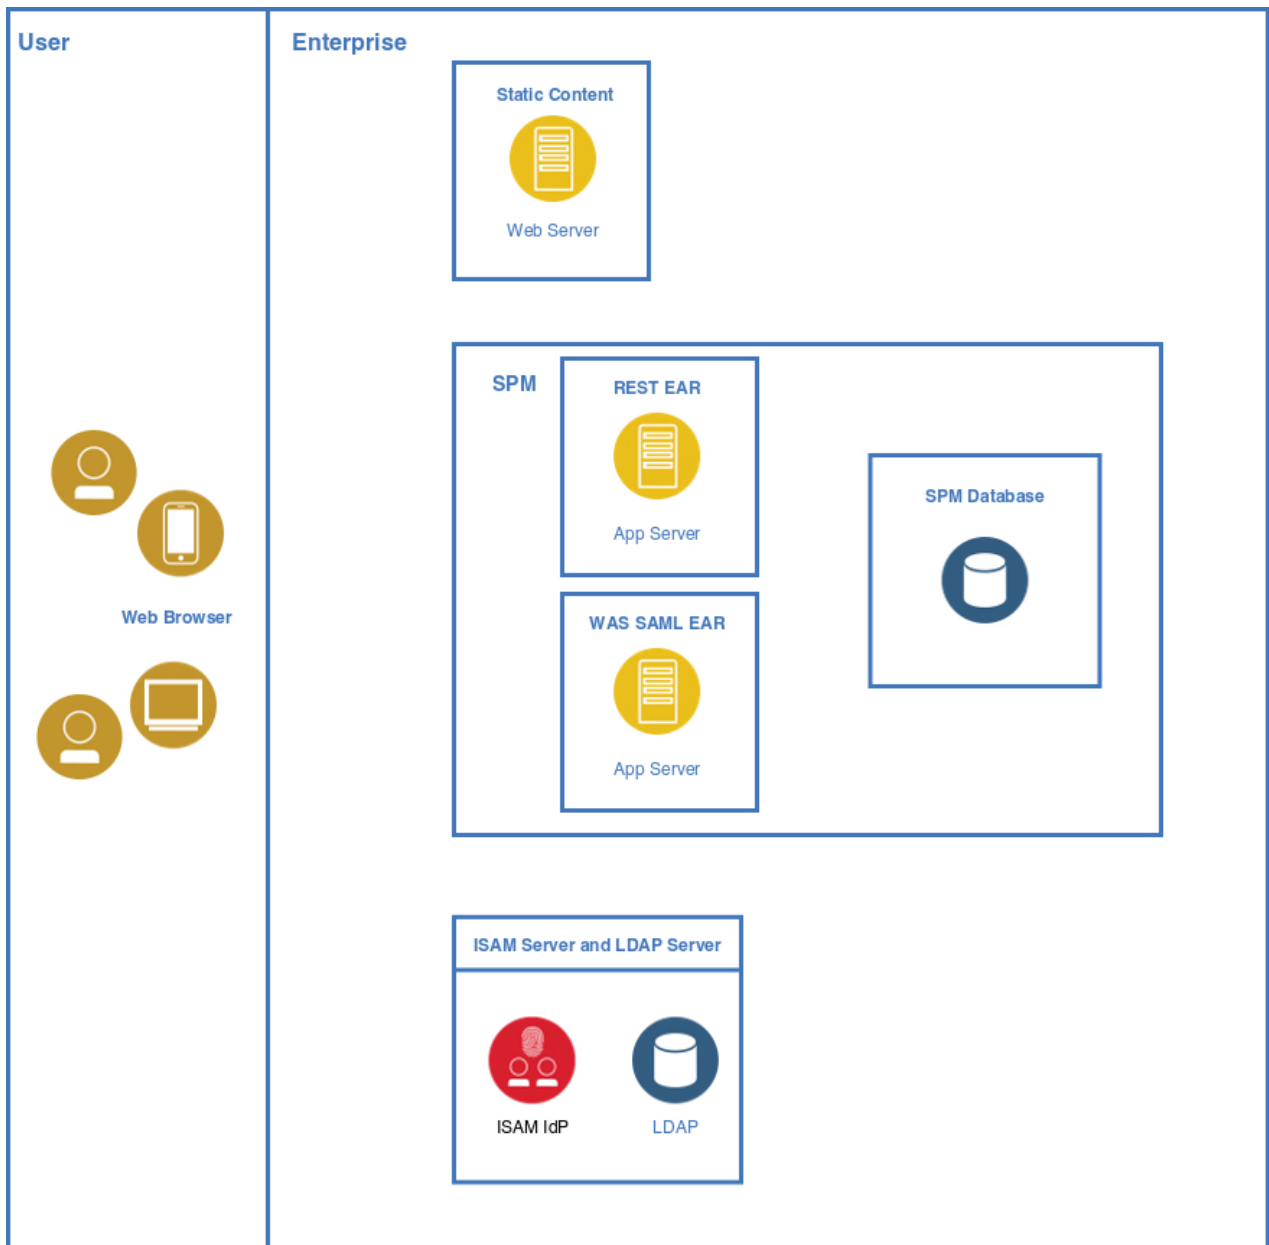 User
Enterprise
Static Content
Web Server
SPM
REST EAR
App Server
SPM Database
Web Browser
WAS SAML EAR
App Server
ISAM Server and LDAP Server
ISAM IdP
LDAP